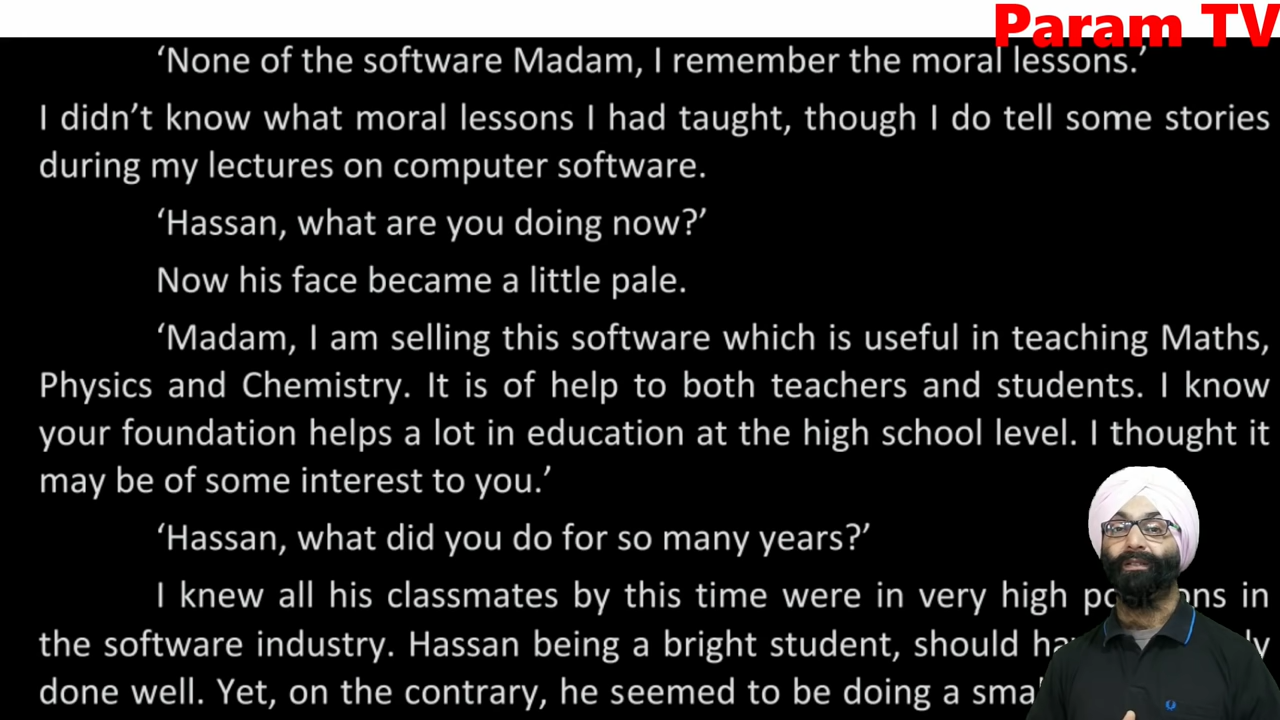 Param TV
‘None of the software Madam, I remember the moral lessons.’
I didn’t know what moral lessons I had taught, though I do tell some stories
during my lectures on computer software.
‘Hassan, what are you doing now?’
Now his face became a little pale.
‘Madam, I am selling this software which is useful in teaching Maths,
Physics and Chemistry. It is of help to both teachers and students. I know
your foundation helps a lot in education at the high school level. I thought it
may be of some interest to you.’
‘Hassan, what did you do for so many years?’
I knew all his classmates by this time were in very high in
the software industry. Hassan being a bright student, should
done well. Yet, on the contrary, he seemed to be doing a